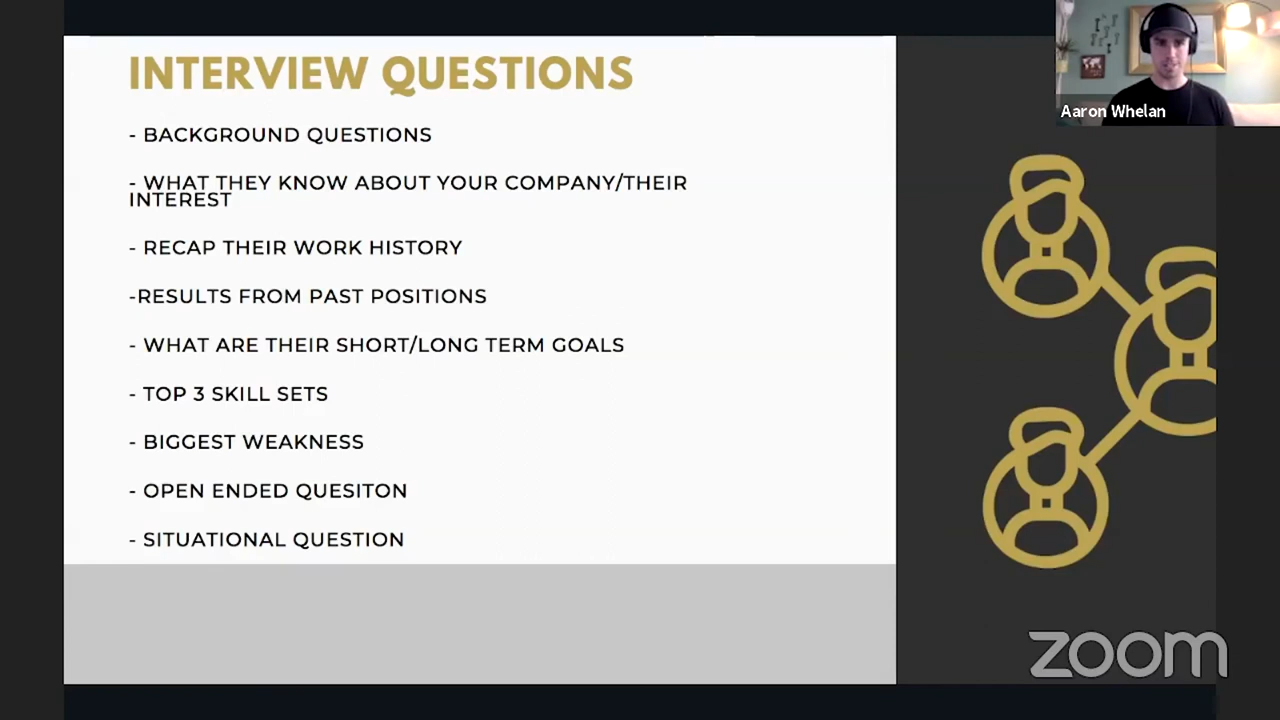 INTERVIEW QUESTIONS
- BACKGROUND QUESTIONS
- WHAT THEY KNOW ABOUT YOUR COMPANY/THEIR
INTEREST
- RECAP THEIR WORK HISTORY
-RESULTS FROM PAST POSITIONS
- WHAT ARE THEIR SHORT/LONG TERM GOALS
- TOP 3 SKILL SETS
- BIGGEST WEAKNESS
- OPEN ENDED QUESITON
- SITUATIONAL QUESTION
Aaron Whelan
zoom